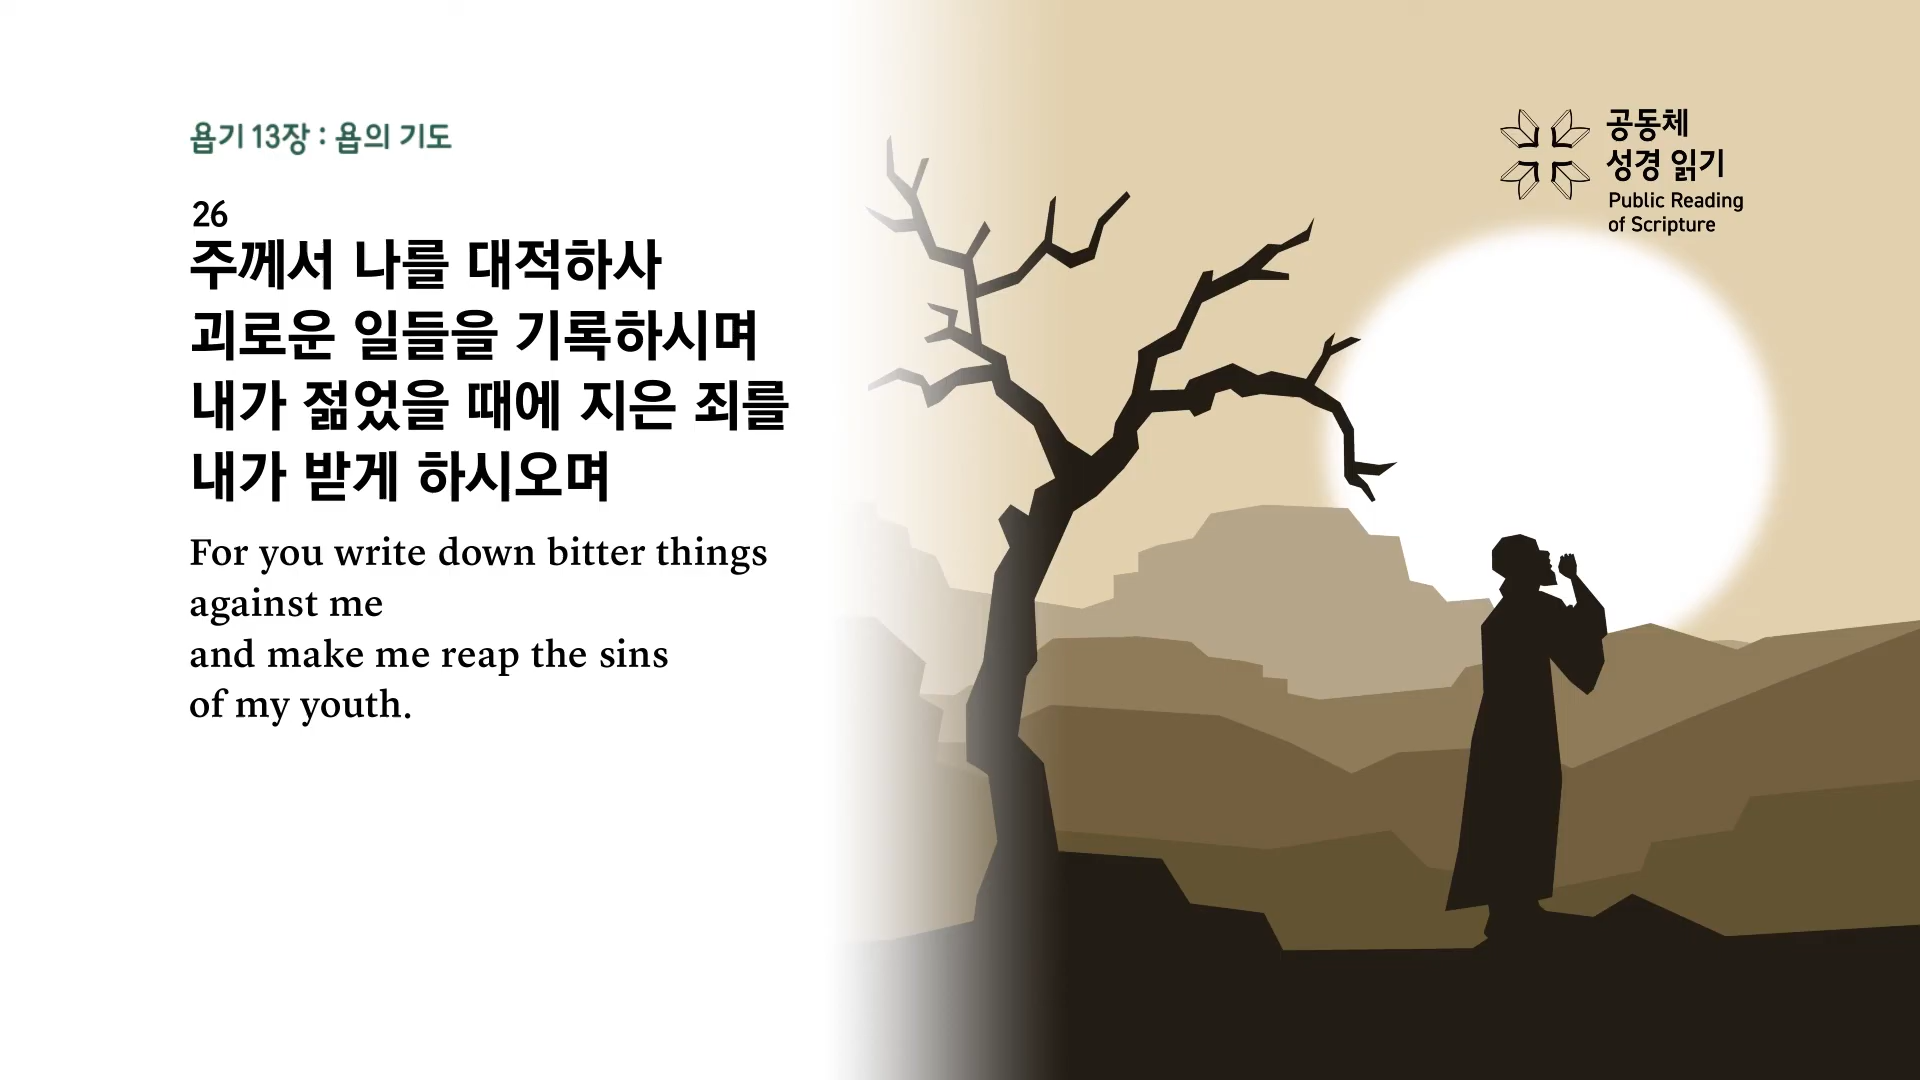 욥기 13장 : 욥의 기도
26
주께서 나를 대적하사
괴로운 일들을 기록하시며
내가 젊었을 때에 지은 죄를
내가 받게 하시오며
For you write down bitter things
against me
and make me reap the sins
of my youth.
공동체
성경 읽기
Public Reading
of Scripture